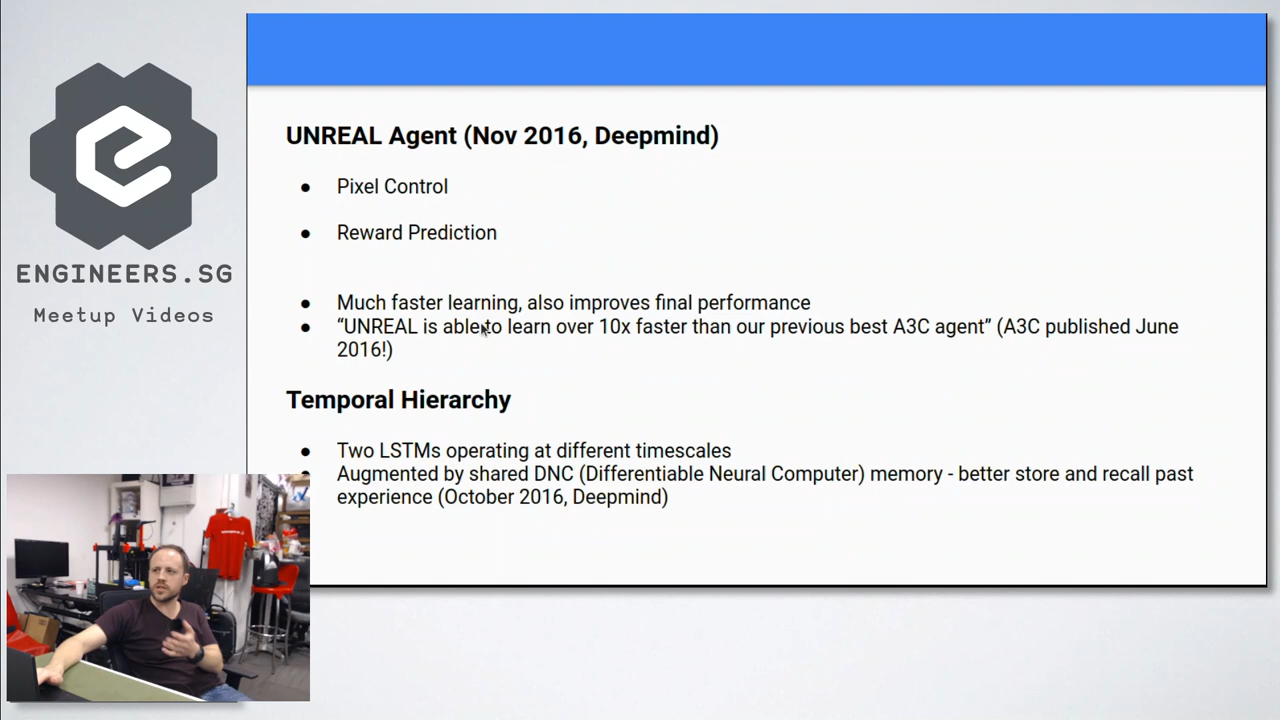 ENGINEERS.SG
Meetup Videos
UNREAL Agent (Nov 2016, Deepmind)
● Pixel Control
● Reward Prediction
● Much faster learning, also improves final performance
● “UNREAL is able to learn over 10x faster than our previous best A3C agent” (A3C published June
2016!)
Temporal Hierarchy
● Two LSTMs operating at different timescales
● Augmented by shared DNC (Differentiable Neural Computer) memory - better store and recall past
experience (October 2016, Deepmind)